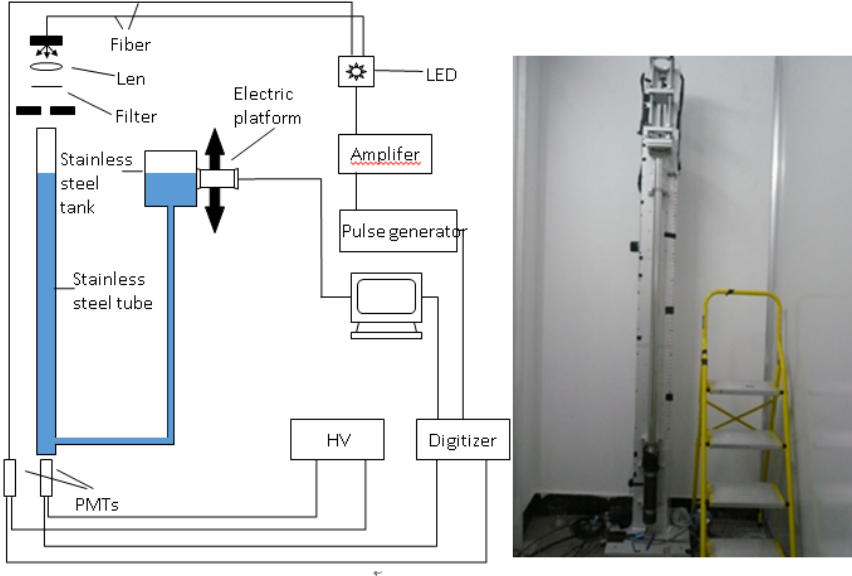 Fiber
Len
Filter
LED
Electric
platform
Amplifer
Stainless
steel
tank
Pulse generator
Stainless
steel tube
HV
Digitizer
PMTs